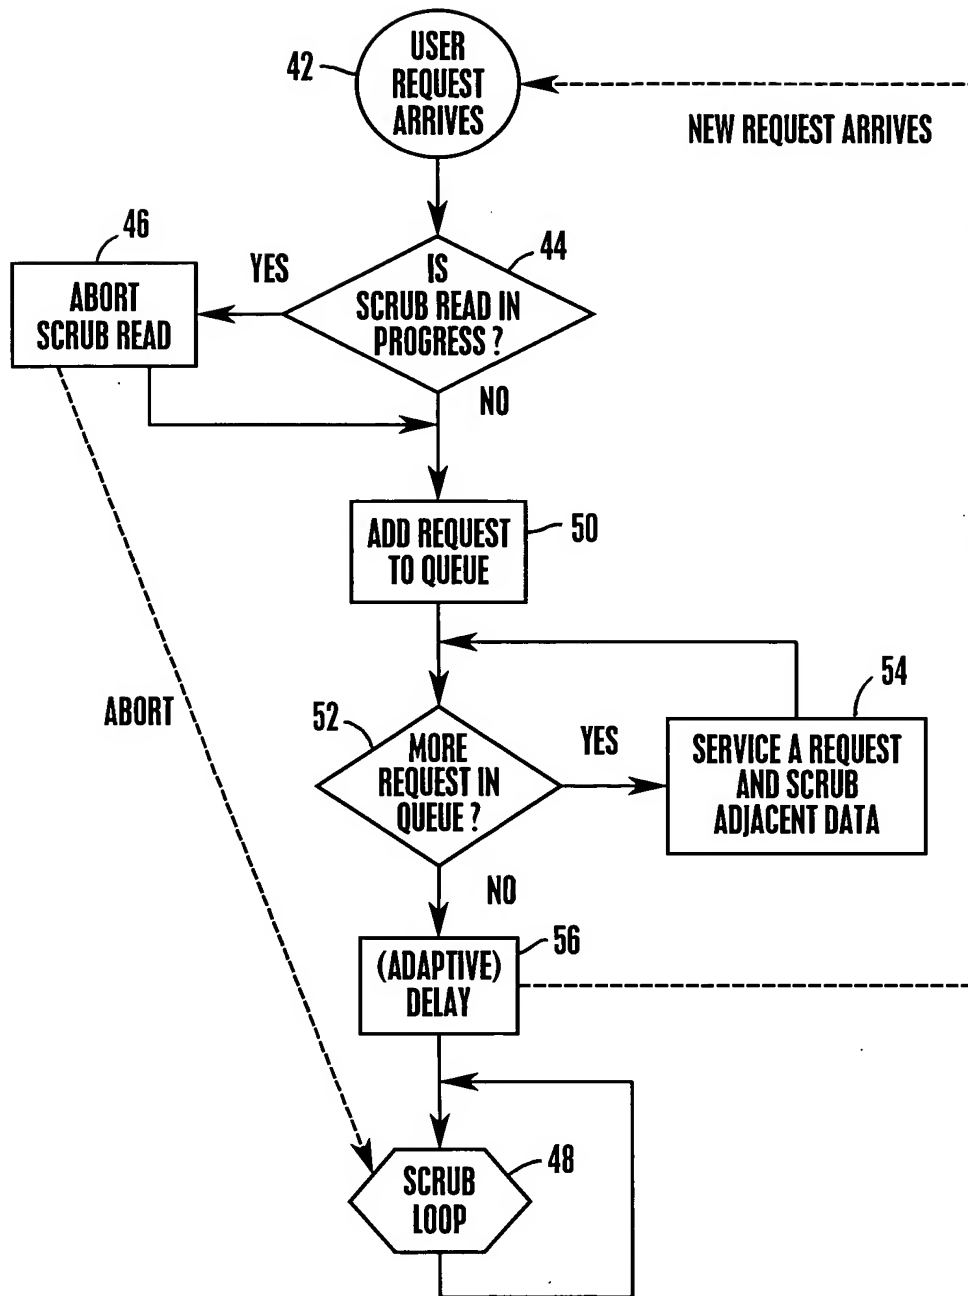 42
USER
REQUEST
ARRIVES
NEW REQUEST ARRIVES
46
ABORT
SCRUB READ
YES
44
IS
SCRUB READ IN
PROGRESS ?
NO
50
ADD REQUEST
TO QUEUE
ABORT
52
MORE
REQUEST IN
QUEUE ?
YES
54
SERVICE A REQUEST
AND SCRUB
ADJACENT DATA
NO
56
(ADAPTIVE)
DELAY
48
SCRUB
LOOP